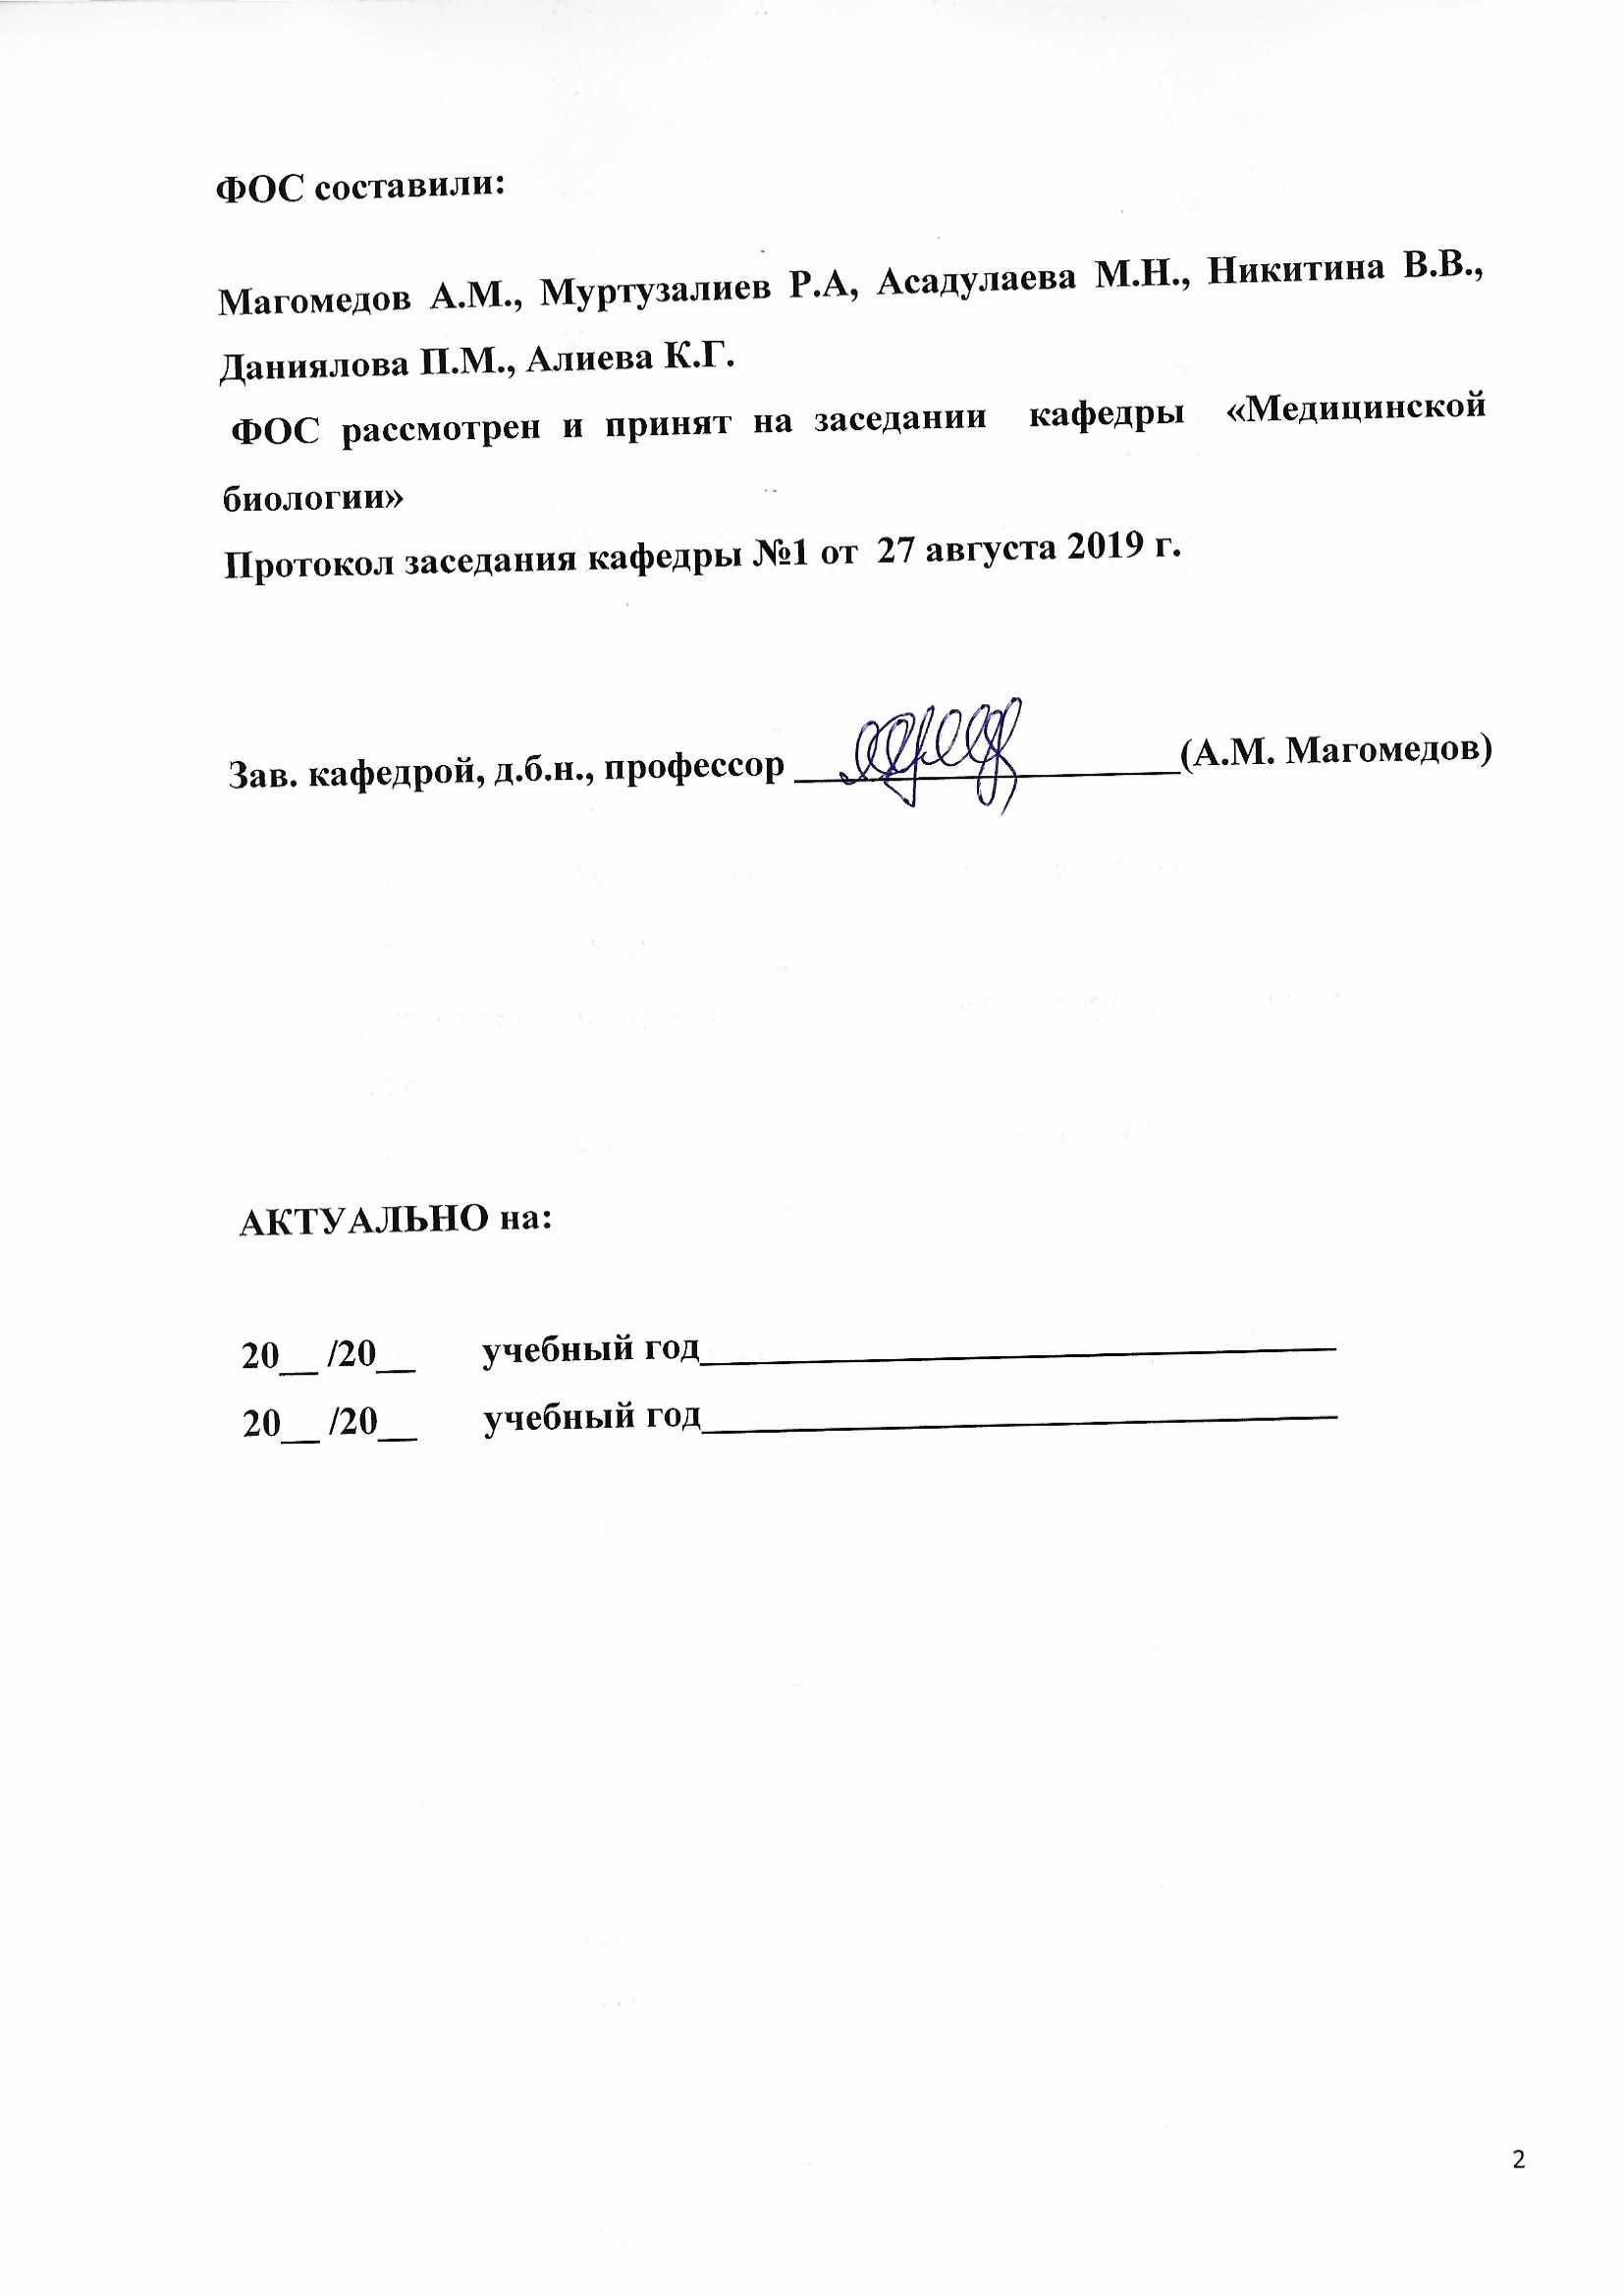 ФОС составили:
Магомедов А.М., Муртузалиев Р.А, Асадулаева М.Н., Никитина В.В.,
Даниялова П.М., Алиева К.Г.
ФОС рассмотрен и принят на заседании кафедры «Медицинской
биологии»
Протокол заседания кафедры №1 от 27 августа 2019 г.
Зав. кафедрой, д.б.н., профессор ____________________(А.М. Магомедов)
АКТУАЛЬНО на:
20__ /20__ учебный год_________________________________
20__ /20__ учебный год_________________________________
2